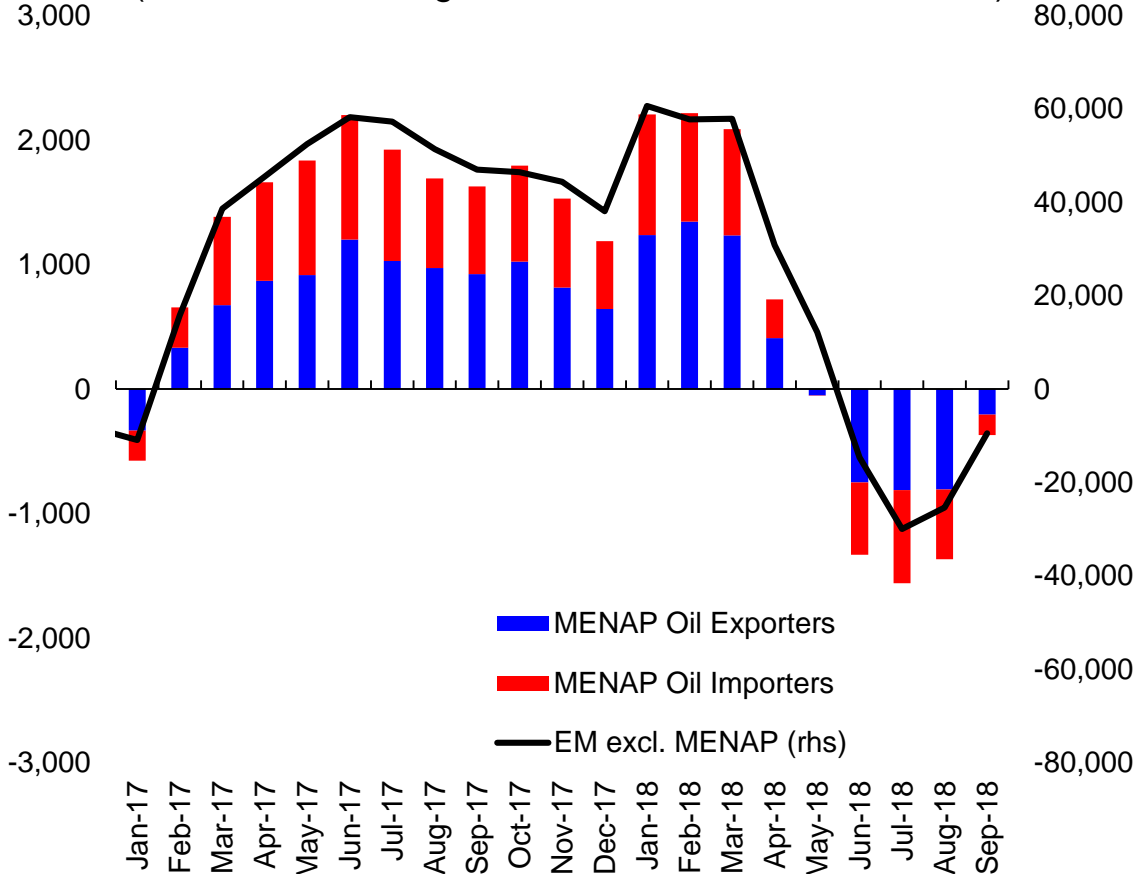 3,000
80,000
2,000
60,000
40,000
1,000
20,000
0
0
-1,000
-20,000
-40,000
-2,000
-60,000
-3,000
-80,000
MENAP Oil Exporters
MENAP Oil Importers
EM excl. MENAP (rhs)
Jan-17
Feb-17
Mar-17
Apr-17
May-17
Jun-17
Jul-17
Aug-17
Sep-17
Oct-17
Nov-17
Dec-17
Jan-18
Feb-18
Mar-18
Apr-18
May-18
Jun-18
Jul-18
Aug-18
Sep-18